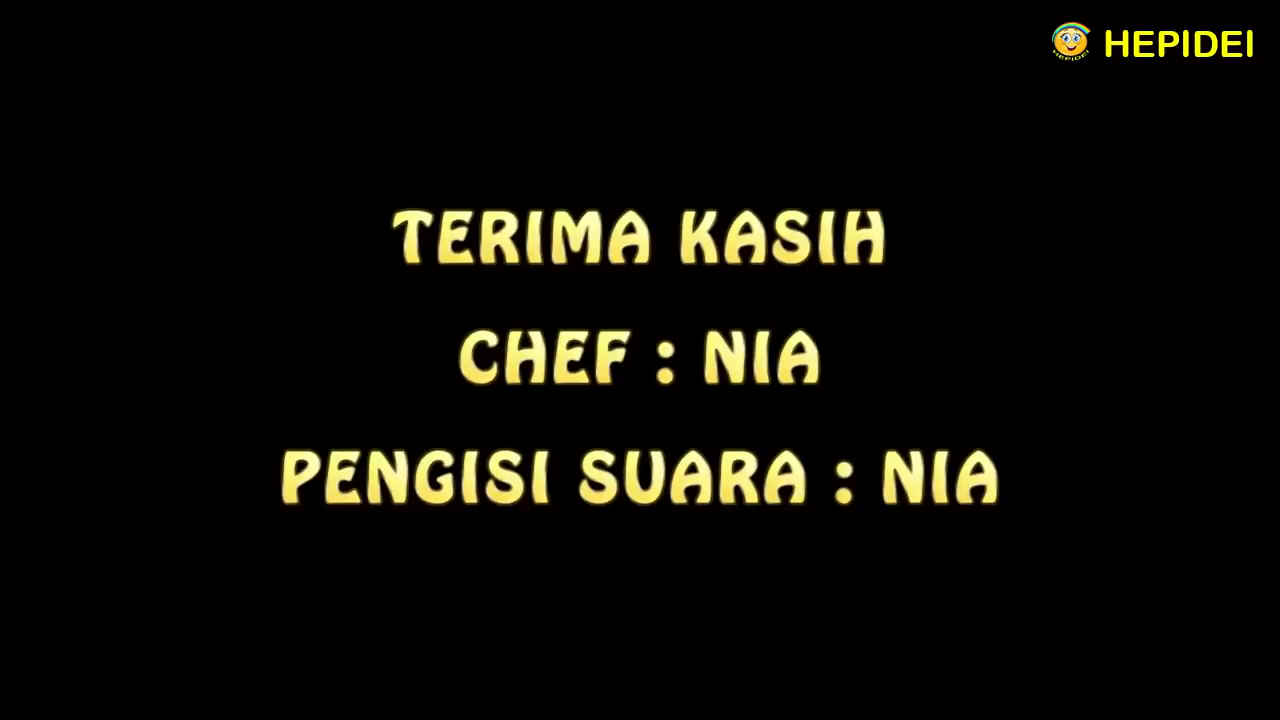 HEPIDEI
TERIMA KASIH
CHEF : NIA
PENGISI SUARA : NIA